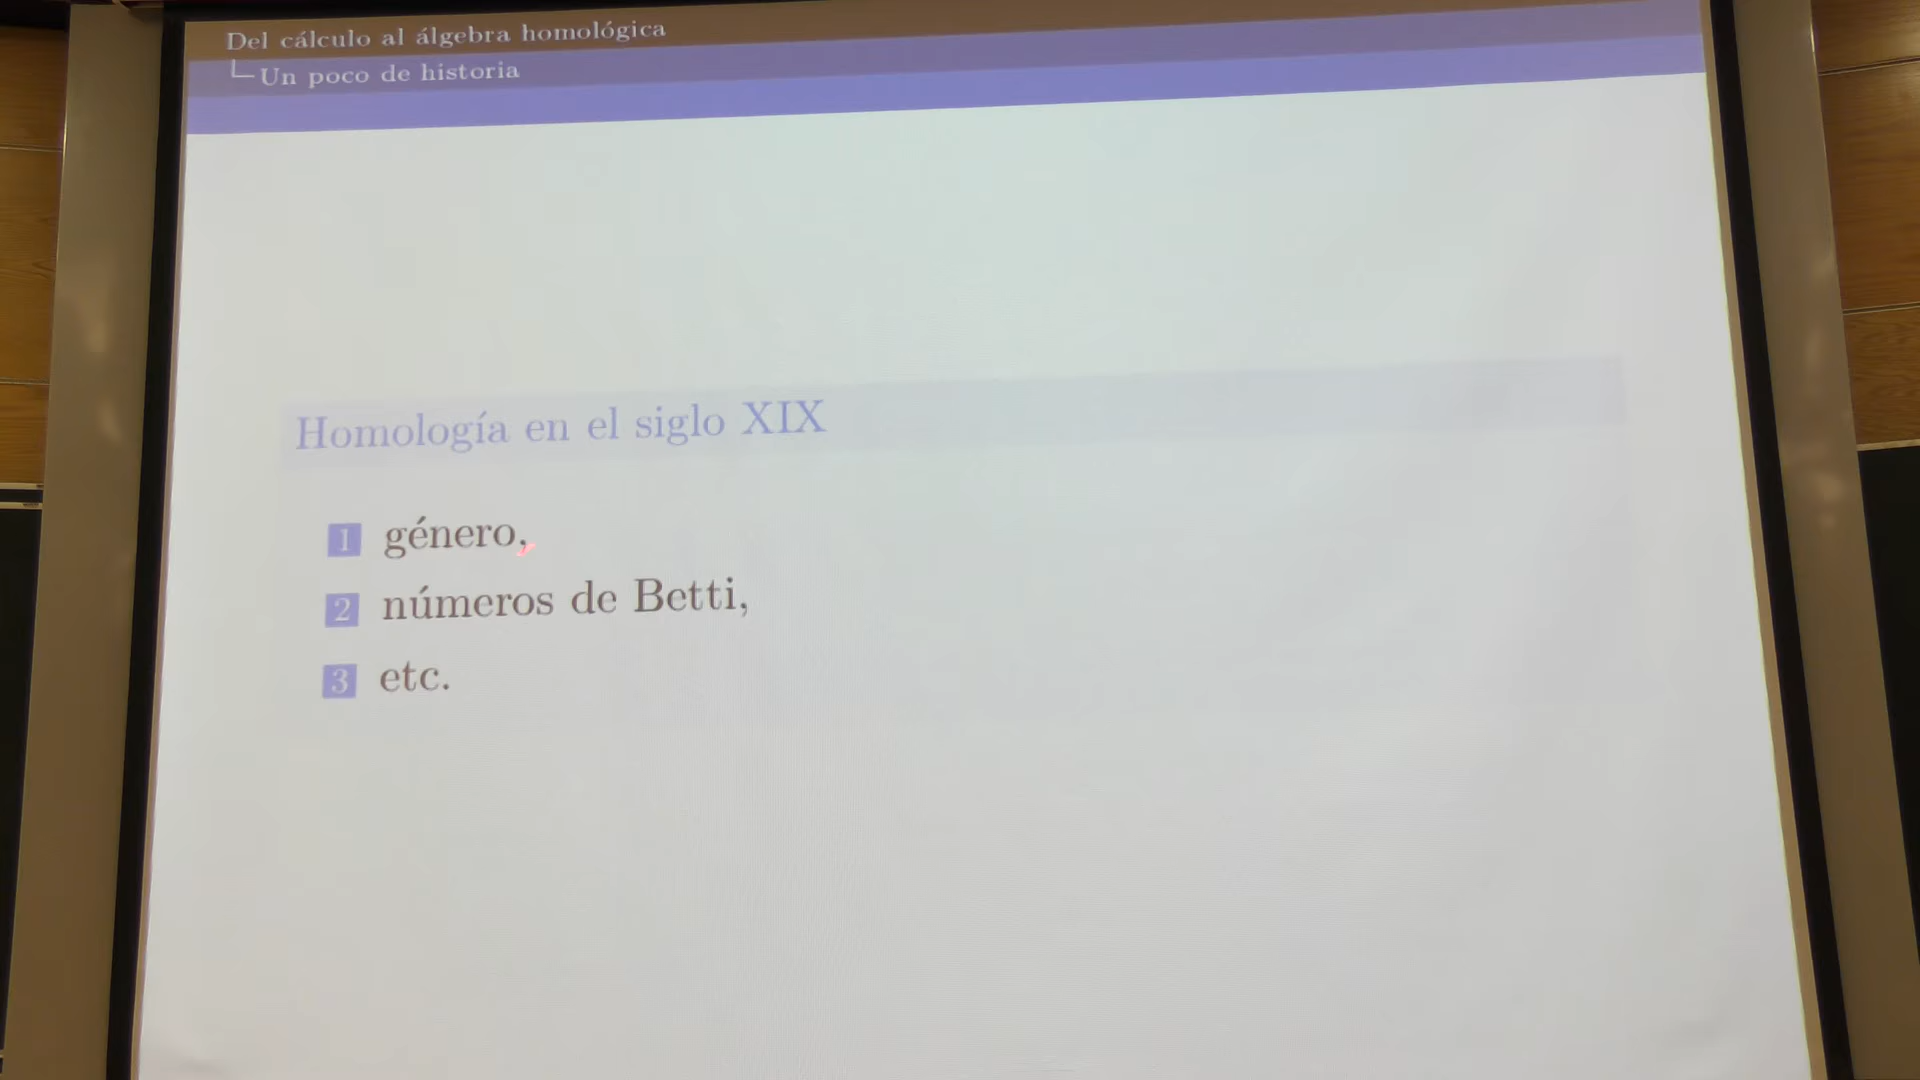 Del cálculo al álgebra homológica
Un poco de historia
Homología en el siglo XIX
1 género,
2 números de Betti,
3 etc.